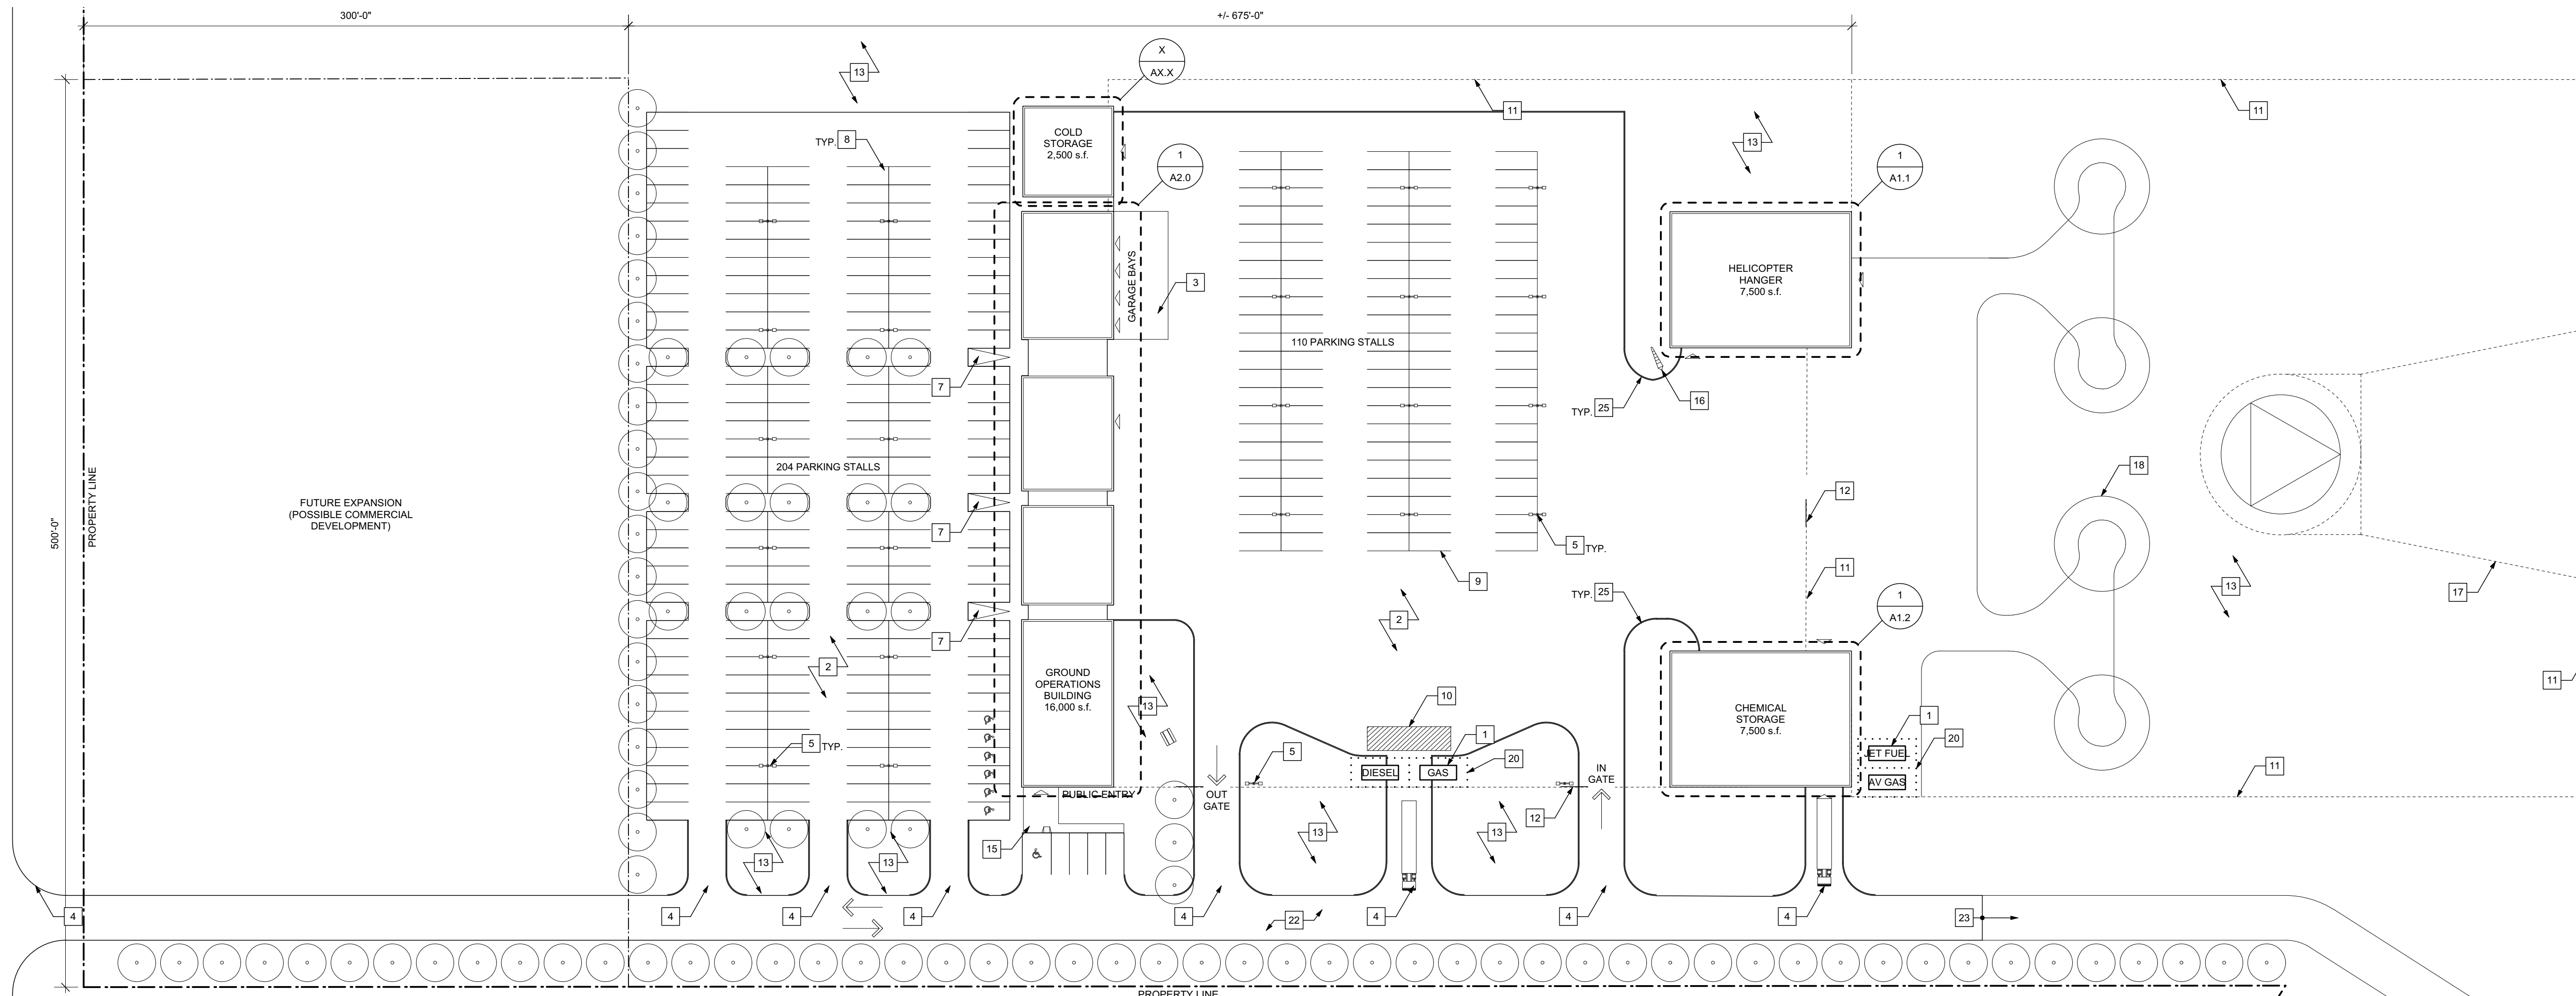 300'-0"
+/- 675'-0"
X
AX.X
13
11
11
COLD
STORAGE
2,500 s.f.
TYP. 8
1
A2.0
13
1
A1.1
GARAGE BAYS
3
HELICOPTER
HANGER
7,500 s.f.
110 PARKING STALLS
7
TYP. 25
16
204 PARKING STALLS
18
500'-0"
PROPERTY LINE
FUTURE EXPANSION
(POSSIBLE COMMERCIAL
DEVELOPMENT)
12
7
5 TYP.
11
9
13
17
TYP. 25
1
A1.2
2
7
2
GROUND
OPERATIONS
BUILDING
16,000 s.f.
11
10
13
CHEMICAL
STORAGE
7,500 s.f.
1
5 TYP.
5
1
20
20
JET FUEL
DIESEL
GAS
IN
GATE
11
AV GAS
PUBLIC ENTRY
OUT
GATE
12
13
13
15
13
13
4
4
4
4
4
22
4
4
4
23
PROPERTY LINE